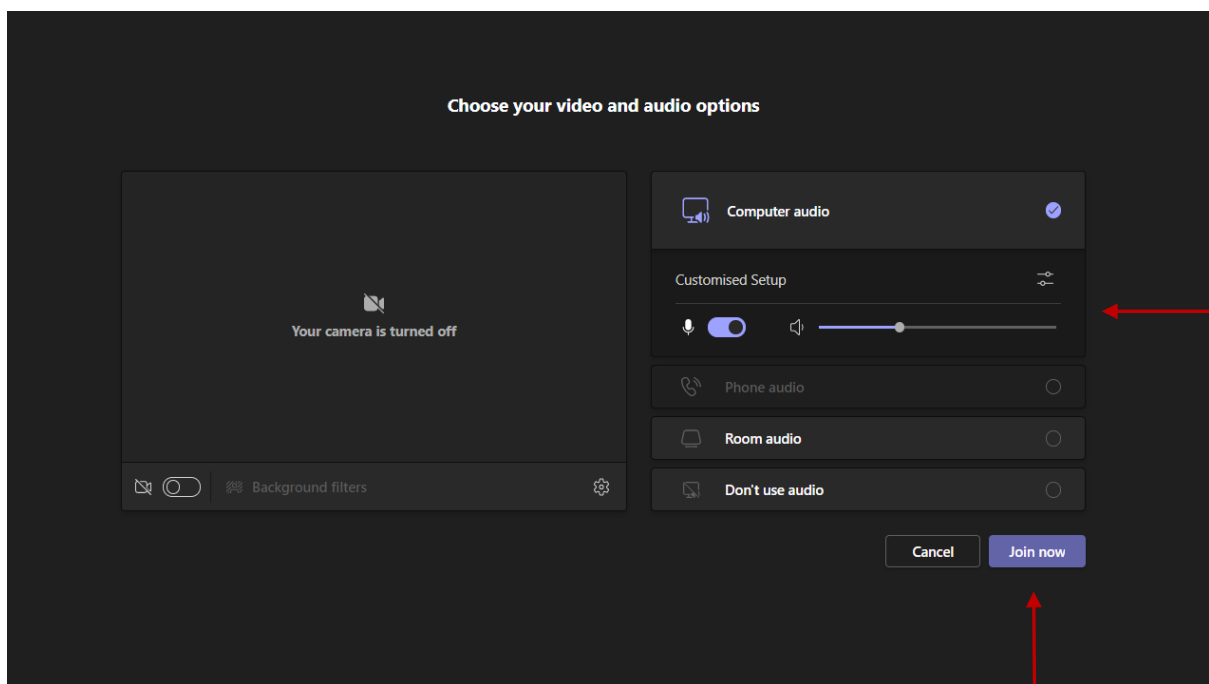 Choose your video and audio options
Computer audio
Customised Setup
Your camera is turned off
Phone audio
Room audio
Background filters
Don't use audio
Cancel
Join now